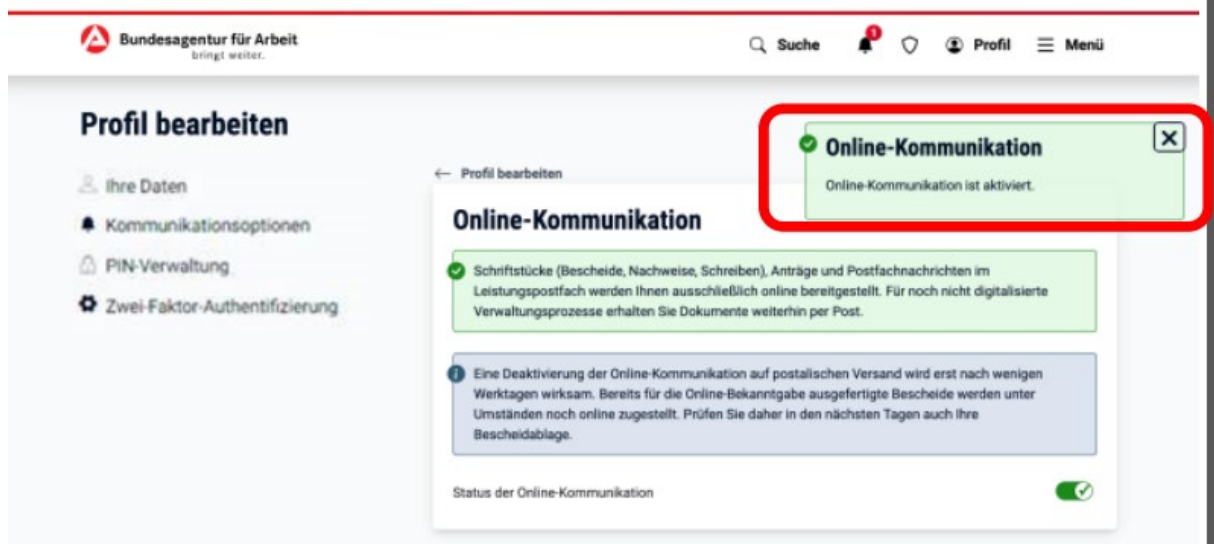 Bundesagentur für Arbeit
bringt weiter.
Suche
1
Profil
Menü
Profil bearbeiten
Ihre Daten
Kommunikationsoptionen
PIN-Verwaltung
Zwei-Faktor-Authentifizierung
Online-Kommunikation
Online-Kommunikation ist aktiviert.
← Profil bearbeiten
Online-Kommunikation
Schriftstücke (Bescheide, Nachweise, Schreiben), Anträge und Postfachnachrichten im
Leistungspostfach werden Ihnen ausschließlich online bereitgestellt. Für noch nicht digitalisierte
Verwaltungsprozesse erhalten Sie Dokumente weiterhin per Post.
Eine Deaktivierung der Online-Kommunikation auf postalischen Versand wird erst nach wenigen
Werktagen wirksam. Bereits für die Online-Bekanntgabe ausgefertigte Bescheide werden unter
Umständen noch online zugestellt. Prüfen Sie daher in den nächsten Tagen auch Ihre
Bescheidablage.
Status der Online-Kommunikation